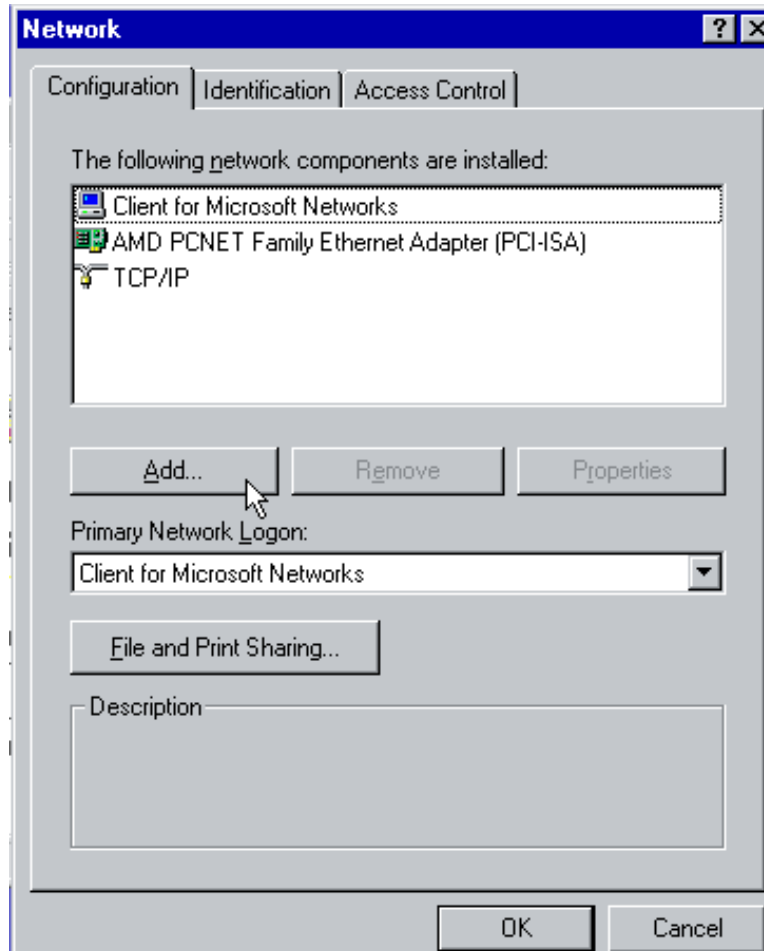 Network
Configuration Identification Access Control
The following network components are installed:
Client for Microsoft Networks
AMD PCNET Family Ethernet Adapter (PCI-ISA)
TCP/IP
Add... Remove Properties
Primary Network Logon:
Client for Microsoft Networks
File and Print Sharing...
Description
OK Cancel